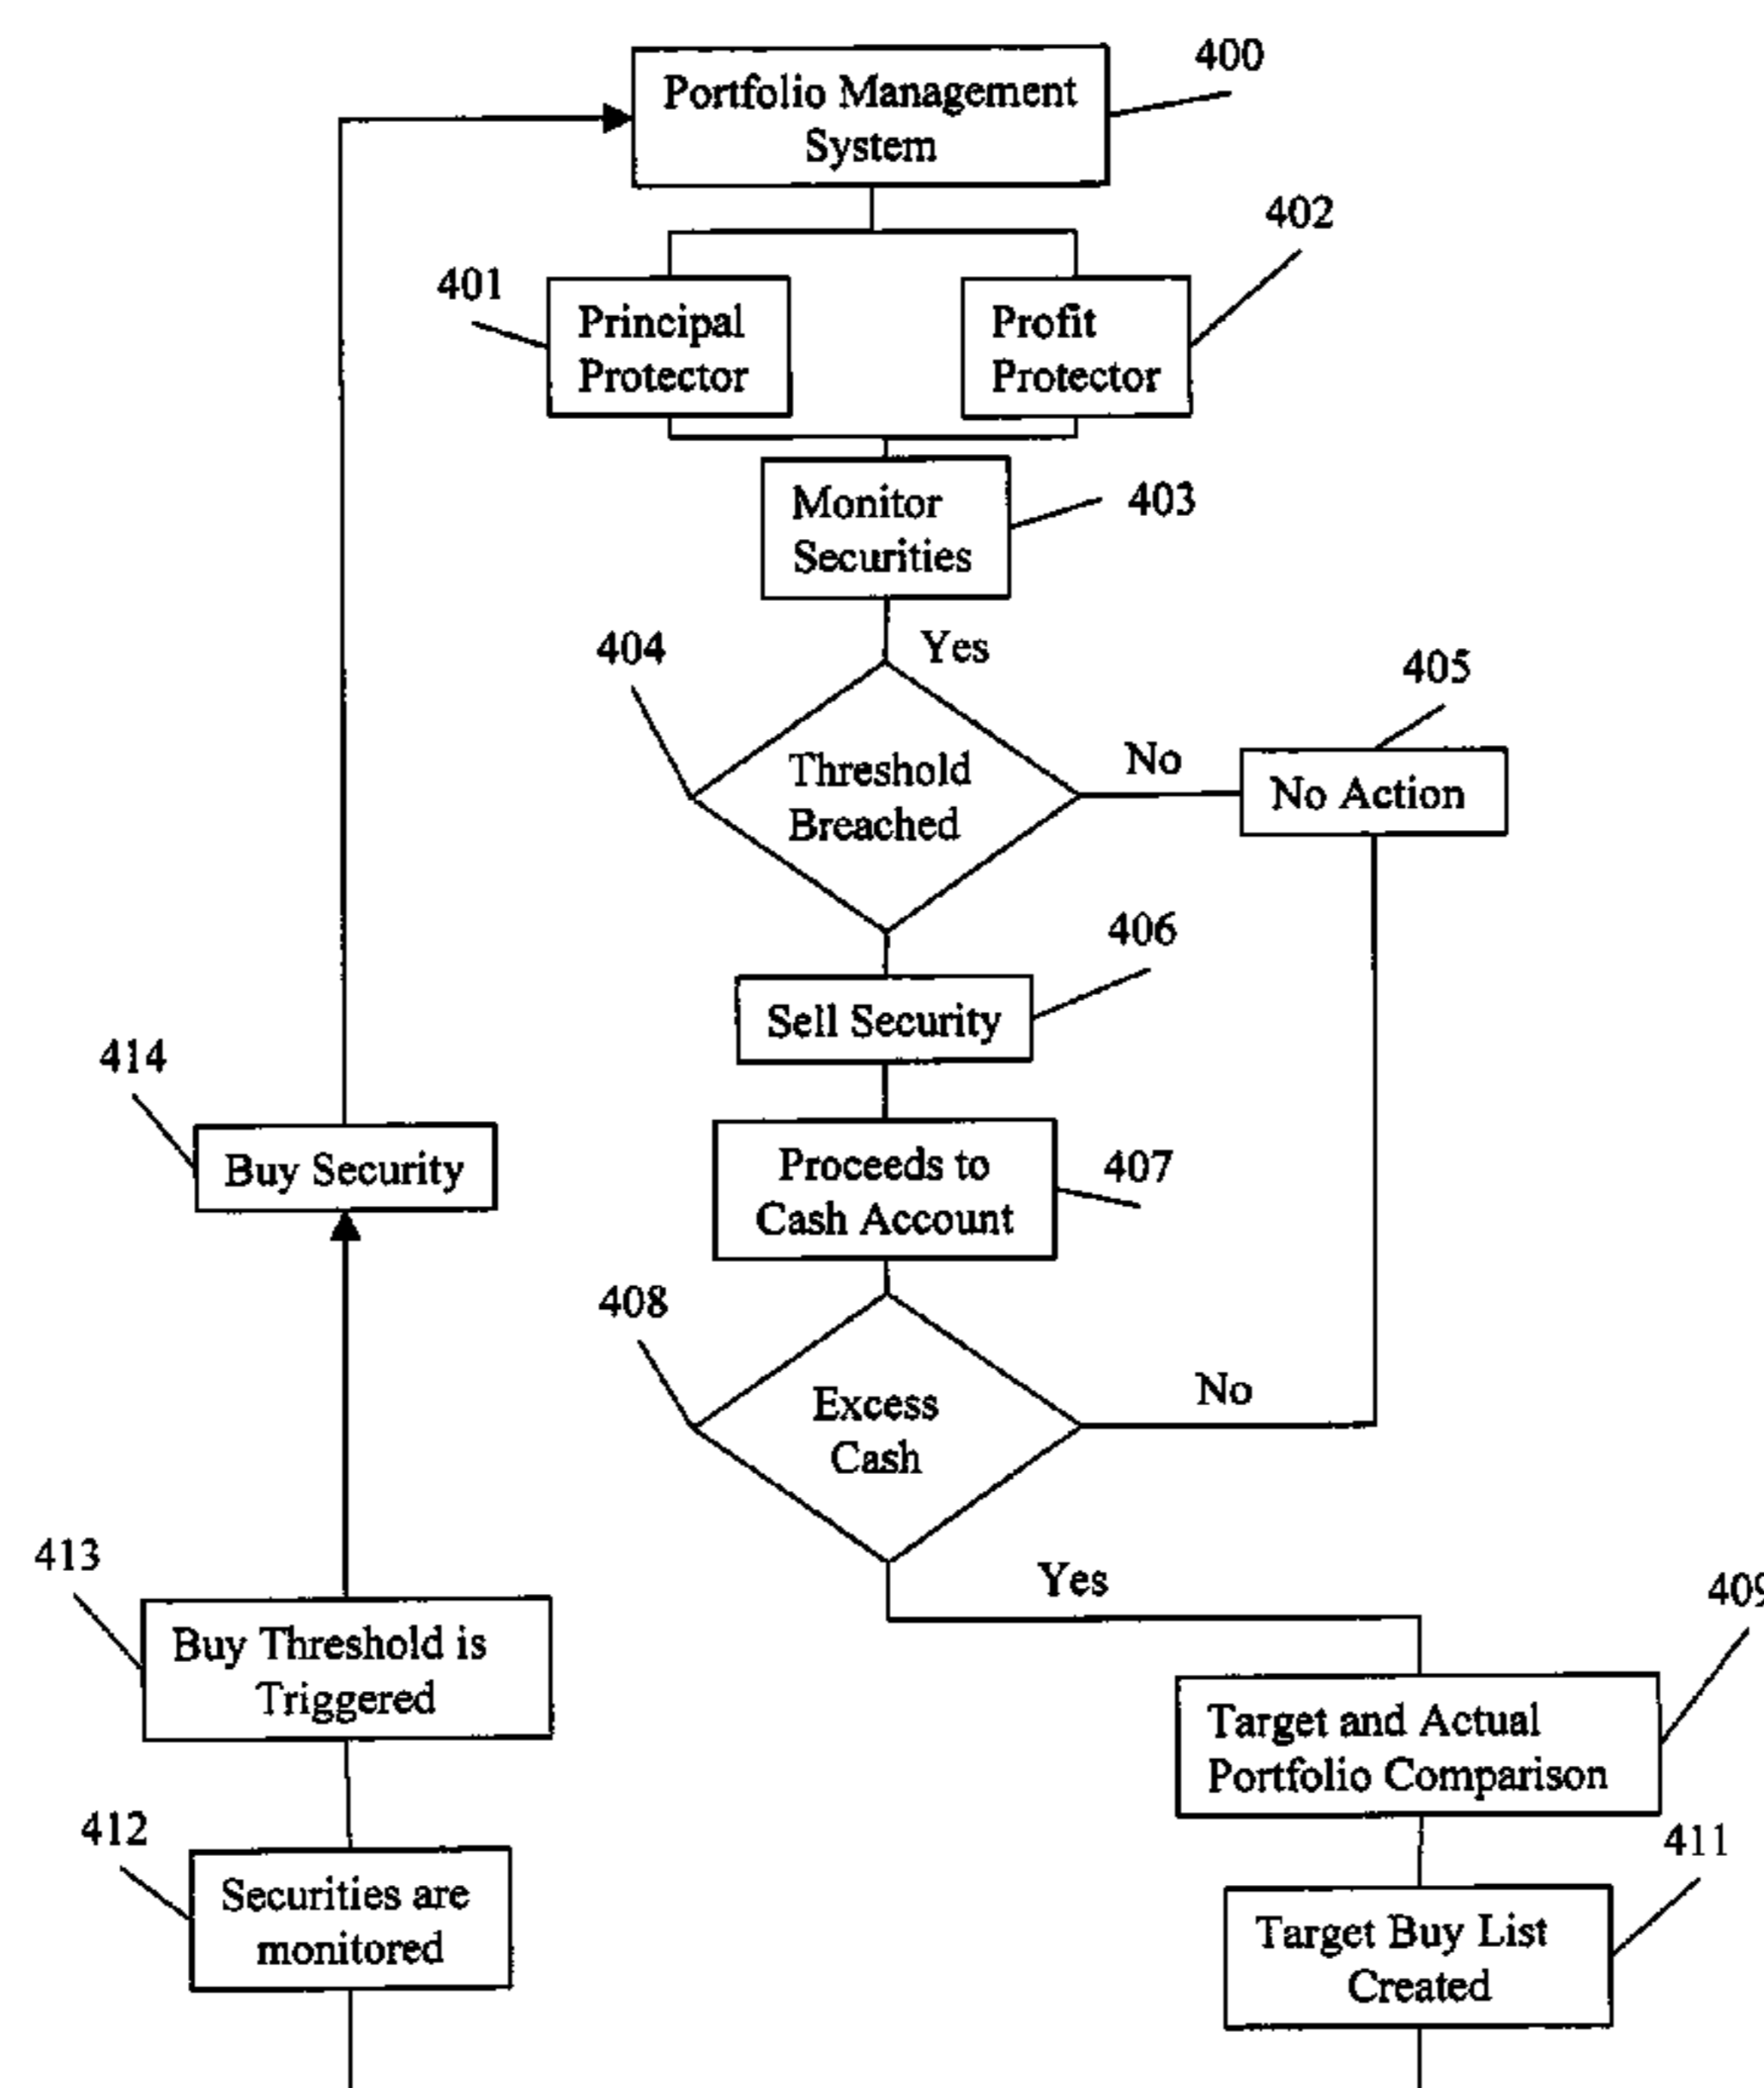 400
Portfolio Management
System
402
401
Principal
Protector
Profit
Protector
Monitor
Securities
403
404
Yes
405
Threshold
Breached
No
No Action
406
Sell Security
414
Buy Security
Proceeds to
Cash Account
407
408
Excess
Cash
No
413
Yes
409
Buy Threshold is
Triggered
Target and Actual
Portfolio Comparison
412
411
Securities are
monitored
Target Buy List
Created